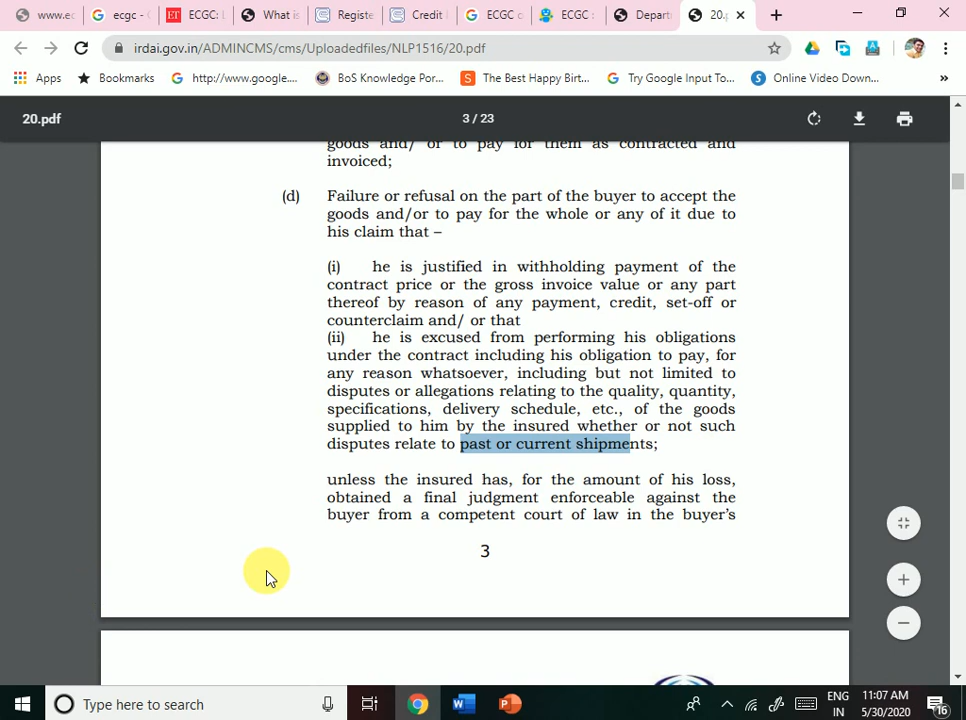 www.e
ecgc -
ET ECGC:
What is
Registe
Credit
ECGC c
ECGC :
Depart
20.p
irdai.gov.in/ADMINCMS/cms/Uploadedfiles/NLP1516/20.pdf
Apps
Bookmarks
http://www.google....
BoS Knowledge Por...
S The Best Happy Birt...
Try Google Input To...
Online Video Down...
20.pdf
3 / 23
goods and/ or to pay for them as contracted and
invoiced;
(d) Failure or refusal on the part of the buyer to accept the
goods and/or to pay for the whole or any of it due to
his claim that –
(i) he is justified in withholding payment of the
contract price or the gross invoice value or any part
thereof by reason of any payment, credit, set-off or
counterclaim and/ or that
(ii) he is excused from performing his obligations
under the contract including his obligation to pay, for
any reason whatsoever, including but not limited to
disputes or allegations relating to the quality, quantity,
specifications, delivery schedule, etc., of the goods
supplied to him by the insured whether or not such
disputes relate to past or current shipments;
unless the insured has, for the amount of his loss,
obtained a final judgment enforceable against the
buyer from a competent court of law in the buyer's
3
Type here to search
ENG
IN
11:07 AM
5/30/2020
16